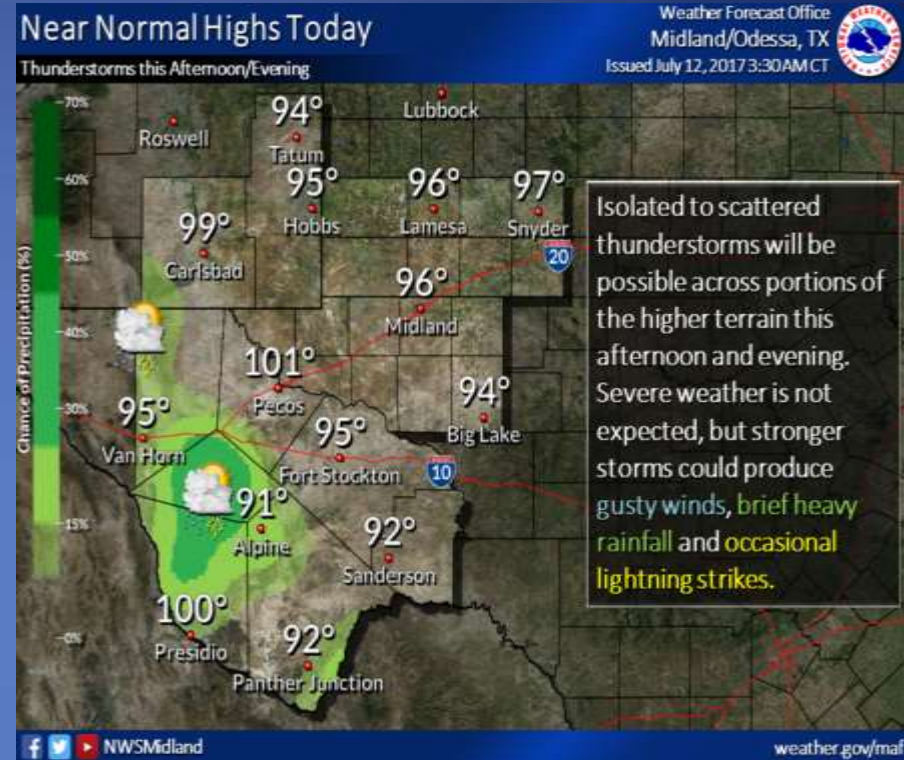 Near Normal Highs Today
Thunderstorms this Afternoon/Evening
Weather Forecast Office
Midland/Odessa, TX
Issued July 12, 2017 3:30 AM CT
70%
60%
50%
40%
30%
15%
0%
Chance of Precipitation (%)
Lubbock
Roswell
94°
Tatum
95°
Hobbs
96°
Lamesa
97°
Snyder
99°
Carlsbad
20
96°
Midland
101°
Pecos
94°
Big Lake
95°
Van Horn
95°
Fort Stockton
10
91°
Alpine
92°
Sanderson
100°
Presidio
92°
Panther Junction
Isolated to scattered
thunderstorms will be
possible across portions of
the higher terrain this
afternoon and evening.
Severe weather is not
expected, but stronger
storms could produce
gusty winds, brief heavy
rainfall and occasional
lightning strikes.
NWSMidland
weather.gov/maf